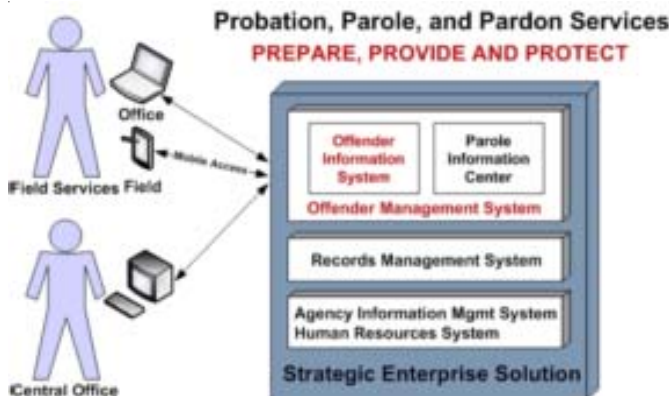 Probation, Parole, and Pardon Services
PREPARE, PROVIDE AND PROTECT
Office
Mobile Access
Field Services Field
Central Office
Offender
Information
System
Parole
Information
Center
Offender Management System
Records Management System
Agency Information Mgmt System
Human Resources System
Strategic Enterprise Solution